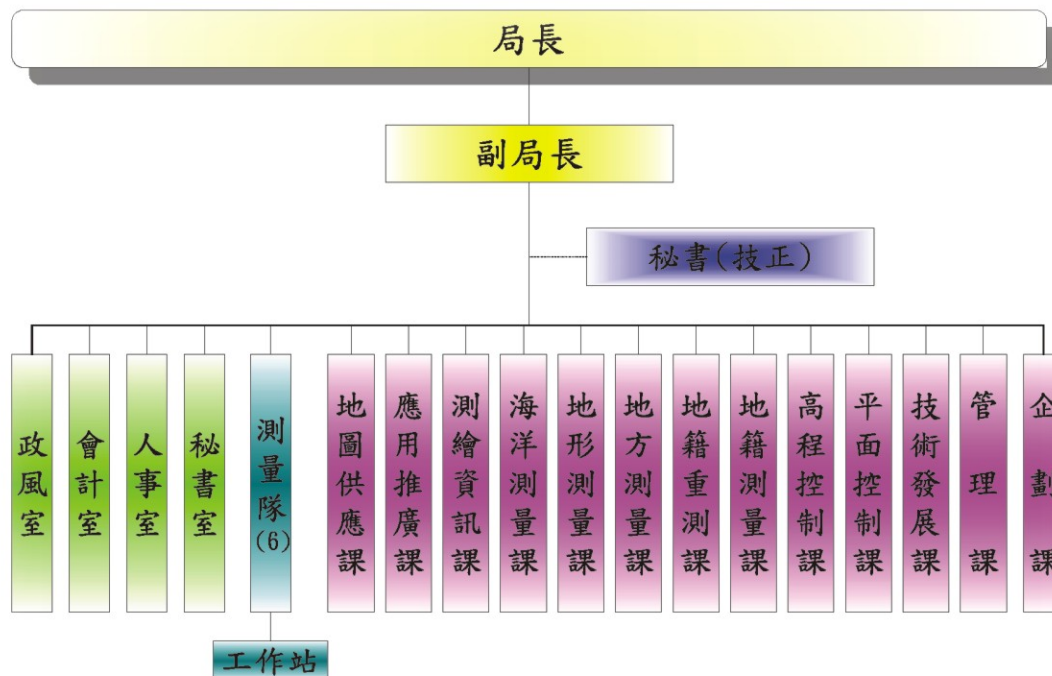 局長
副局長
秘書(技正)
政風室
會計室
人事室
秘書室
測量隊(6)
地圖供應課
應用推廣課
測繪資訊課
海洋測量課
地形測量課
地方測量課
地籍重測課
地籍測量課
高程控制課
平面控制課
技術發展課
管理課
企劃課
工作站